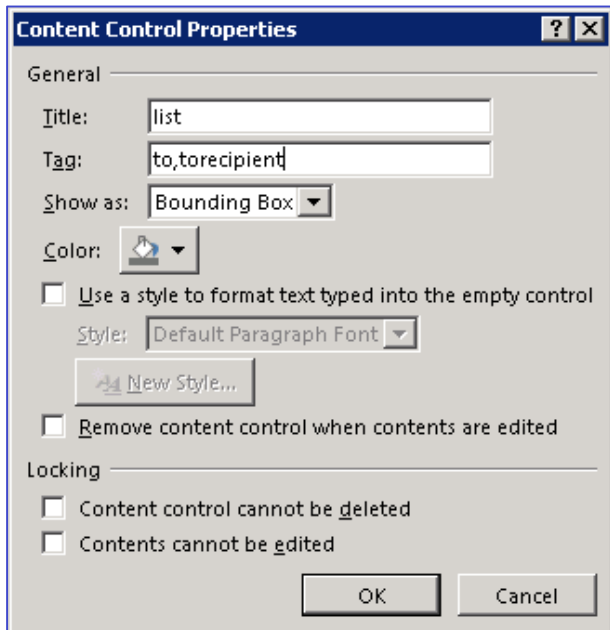 Content Control Properties ?
General
Title: list
Tag: to,torecipient
Show as: Bounding Box
Color:
Use a style to format text typed into the empty control
Style: Default Paragraph Font
New Style...
Remove content control when contents are edited
Locking
Content control cannot be deleted
Contents cannot be edited
OK Cancel